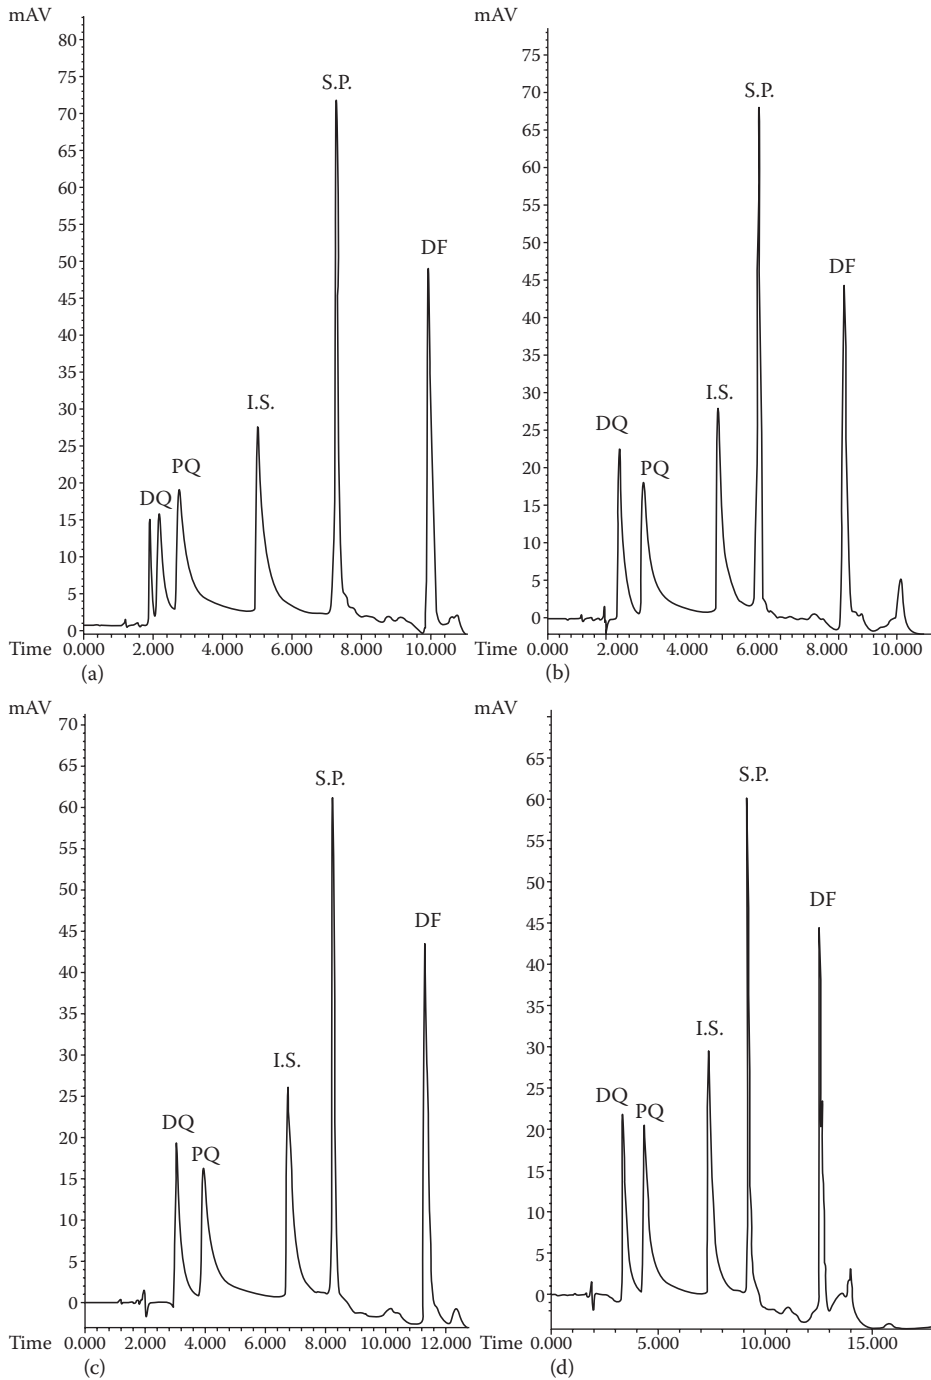 mAV
80
75
70
65
60
55
50
45
40
35
30
25
20
15
10
5
0
S.P.
DF
I.S.
PQ
DQ
Time 0.000 2.000 4.000 6.000 8.000 10.000
(a)
mAV
75
70
65
60
55
50
45
40
35
30
25
20
15
10
5
0
S.P.
DF
I.S.
DQ
PQ
Time 0.000 2.000 4.000 6.000 8.000 10.000
(b)
mAV
70
65
60
55
50
45
40
35
30
25
20
15
10
5
0
S.P.
DF
I.S.
DQ
PQ
Time 0.000 2.000 4.000 6.000 8.000 10.000 12.000
(c)
mAV
65
60
55
50
45
40
35
30
25
20
15
10
5
0
S.P.
DF
I.S.
DQ
PQ
Time 0.000 5.000 10.000 15.000
(d)